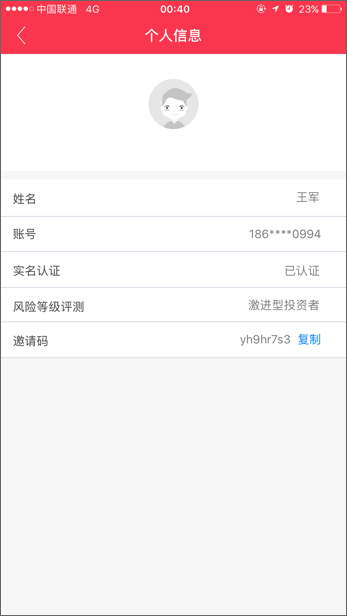 中国联通 4G 00:40 23%
个人信息
姓名 王军
账号 186****0994
实名认证 已认证
风险等级评测 激进型投资者
邀请码 yh9hr7s3 复制